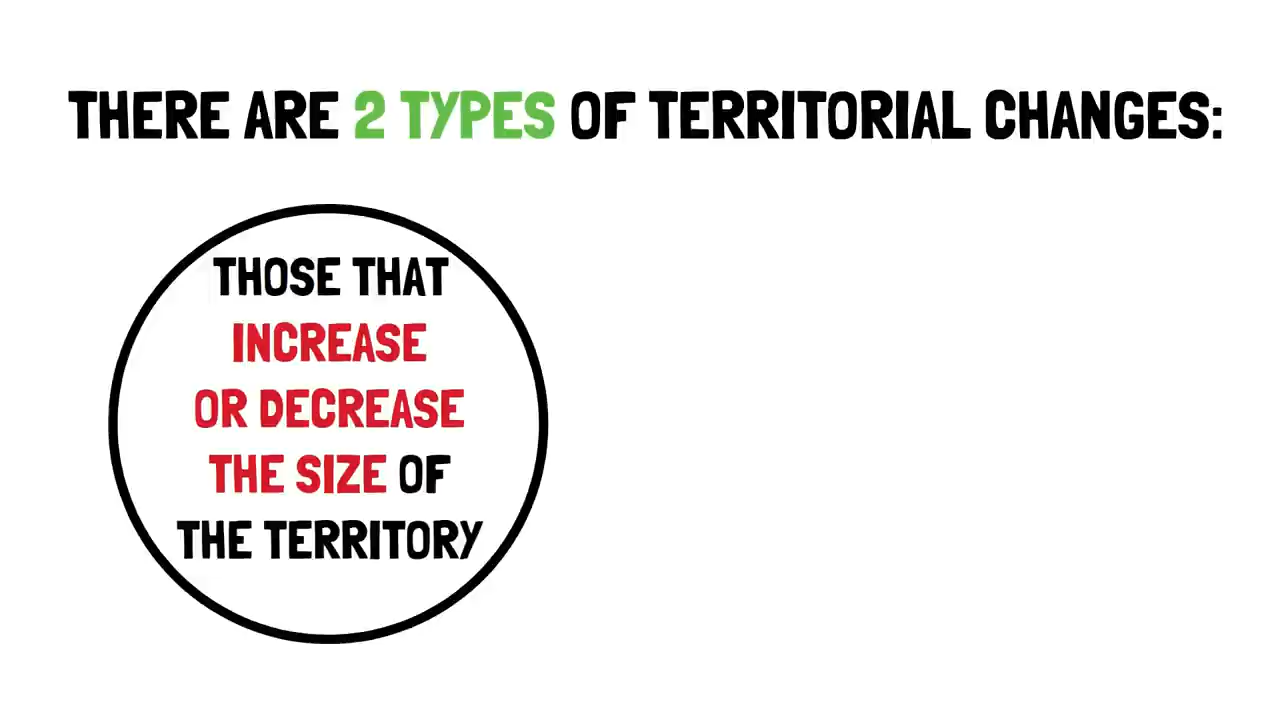 THERE ARE 2 TYPES OF TERRITORIAL CHANGES:
THOSE THAT
INCREASE
OR DECREASE
THE SIZE OF
THE TERRITORY